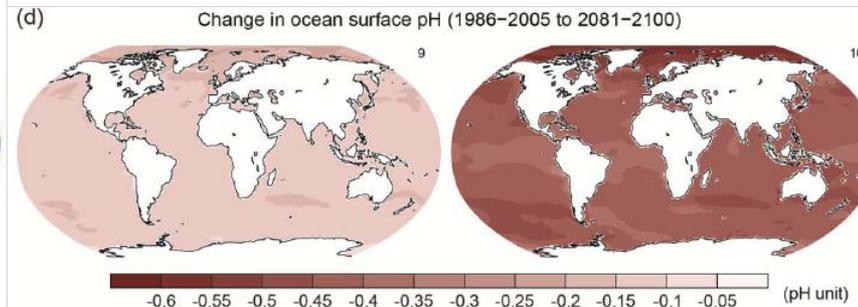 (d) Change in ocean surface pH (1986−2005 to 2081−2100)
9
10
-0.6 -0.55 -0.5 -0.45 -0.4 -0.35 -0.3 -0.25 -0.2 -0.15 -0.1 -0.05 (pH unit)